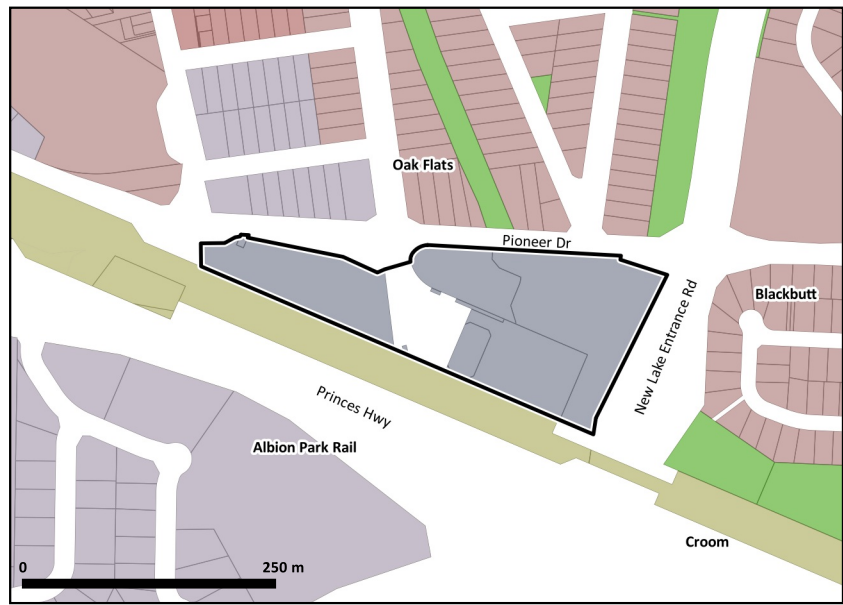 Oak Flats
Pioneer Dr
Blackbutt
New Lake Entrance Rd
Princes Hwy
Albion Park Rail
Croom
0
250 m